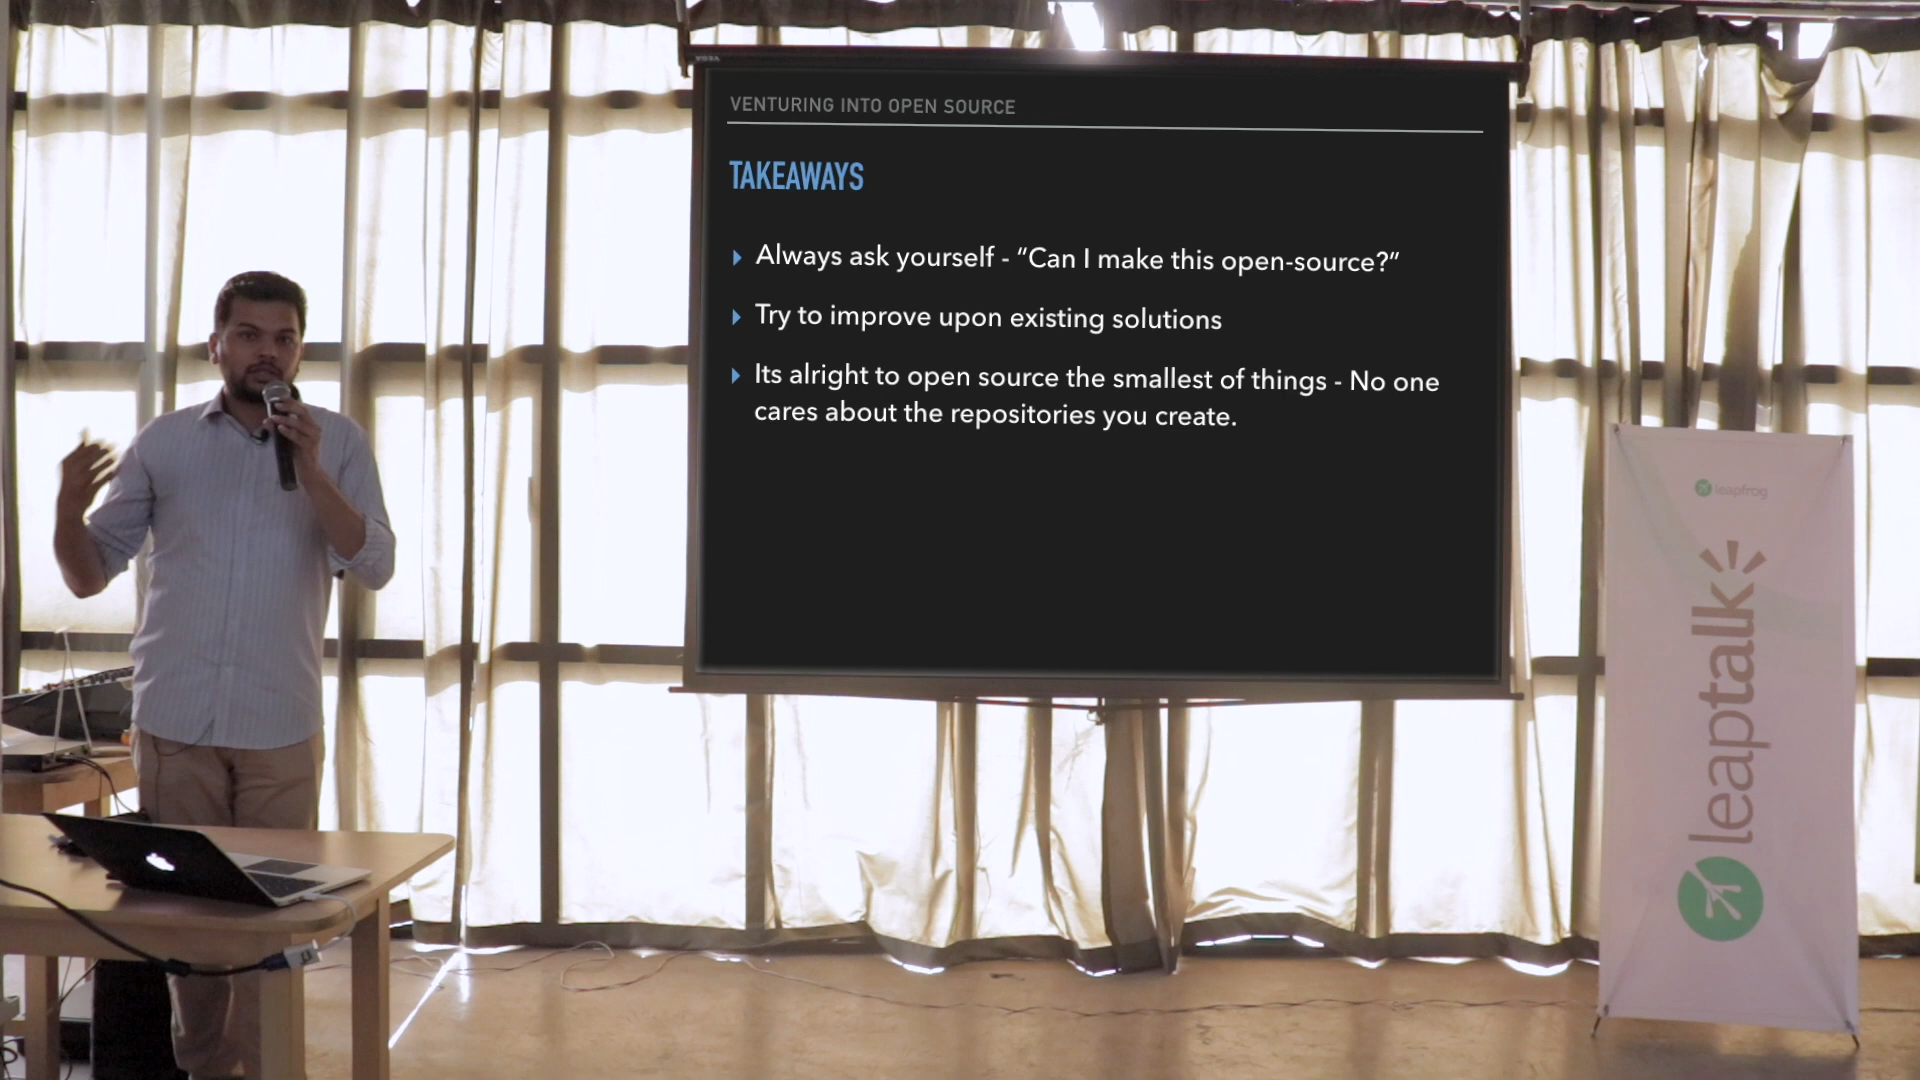 VENTURING INTO OPEN SOURCE
TAKEAWAYS
Always ask yourself - “Can I make this open-source?”
Try to improve upon existing solutions
Its alright to open source the smallest of things - No one
cares about the repositories you create.
leapfrog
leaptalk